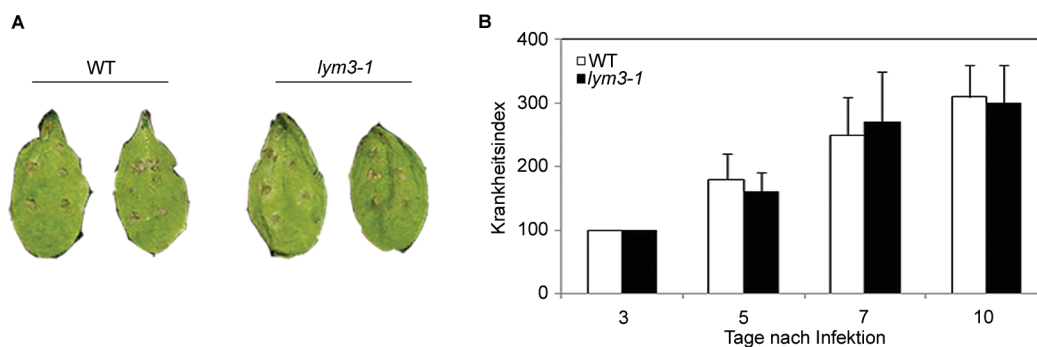 A
WT
lym3-1
B
Krankheitsindex
400
300
200
100
0
WT
lym3-1
3 5 7 10
Tage nach Infektion